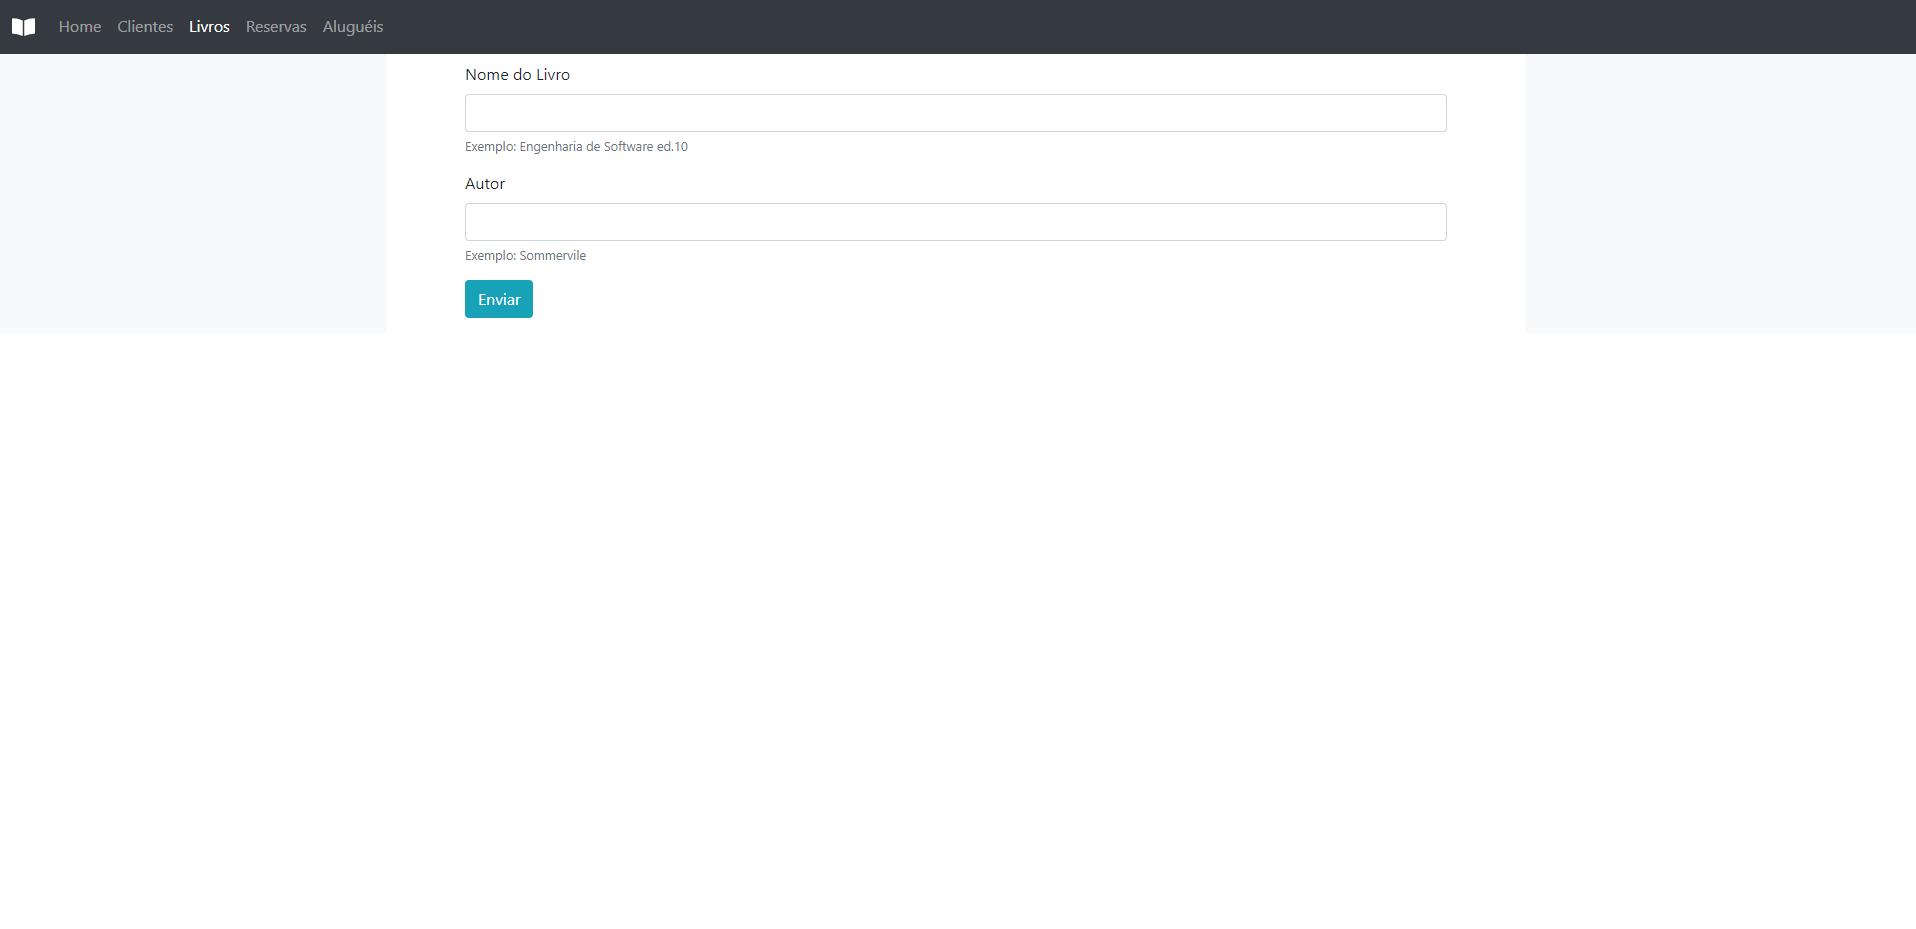 Home Clientes Livros Reservas Aluguéis
Nome do Livro
Exemplo: Engenharia de Software ed.10
Autor
Exemplo: Sommervile
Enviar